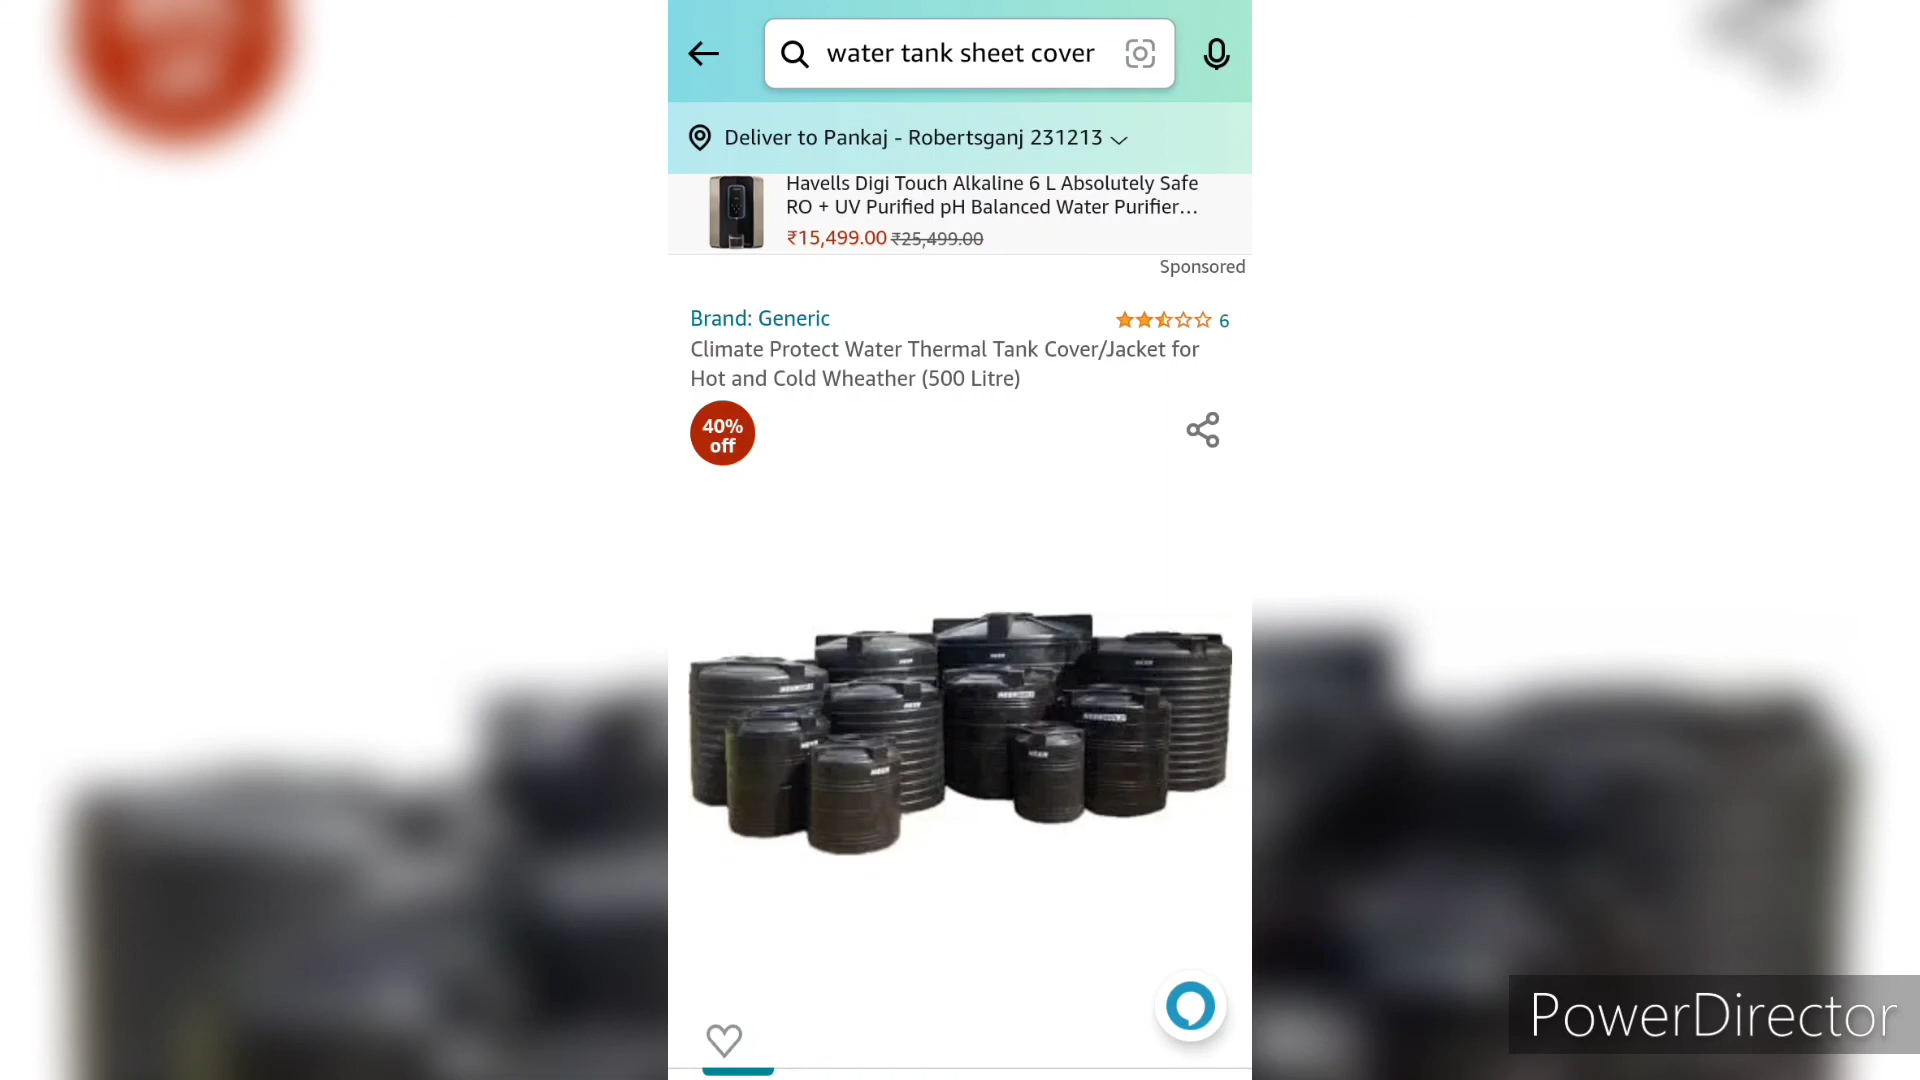 water tank sheet cover
Deliver to Pankaj - Robertsganj 231213
Havells Digi Touch Alkaline 6 L Absolutely Safe
RO + UV Purified pH Balanced Water Purifier...
₹15,499.00 ₹25,499.00
Sponsored
Brand: Generic
6
Climate Protect Water Thermal Tank Cover/Jacket for
Hot and Cold Wheather (500 Litre)
40%
off
PowerDirector